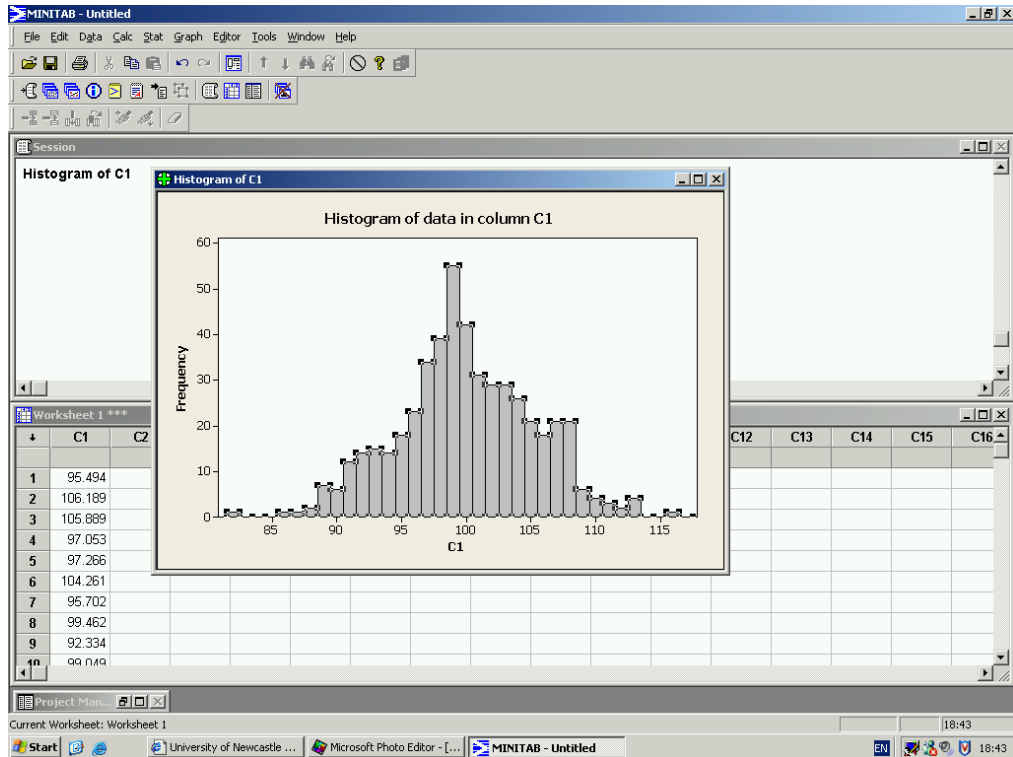 MINITAB - Untitled
File Edit Data Calc Stat Graph Editor Tools Window Help
Session
Histogram of C1
Histogram of C1
Histogram of data in column C1
60
50
40
30
20
10
0
Frequency
85 90 95 100 105 110 115
C1
Worksheet 1 ***
C1 C2 C12 C13 C14 C15 C16
1 95.494
2 106.189
3 105.889
4 97.053
5 97.266
6 104.261
7 95.702
8 99.462
9 92.334
10 99.049
Project Man...
Current Worksheet: Worksheet 1
18:43
Start University of Newcastle ... Microsoft Photo Editor - [... MINITAB - Untitled EN 18:43